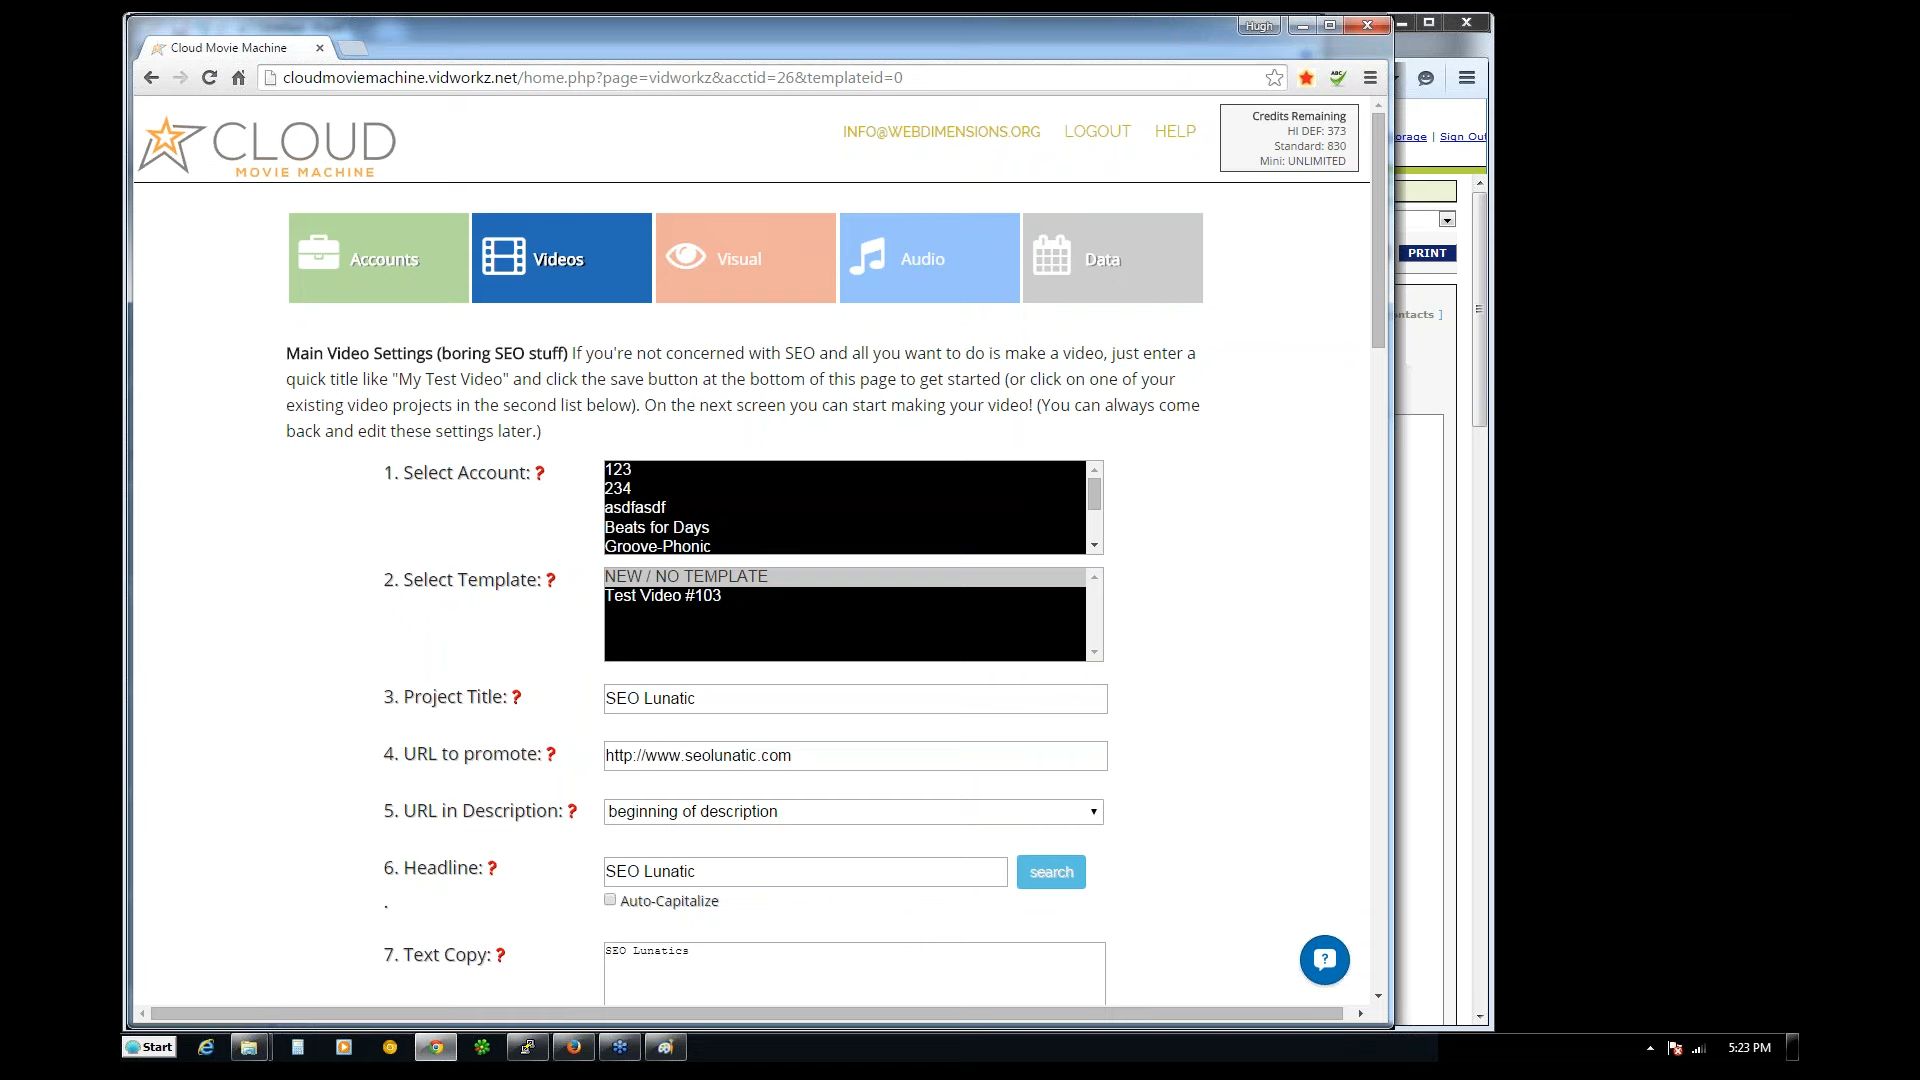 Hugh
Cloud Movie Machine
cloudmoviemachine.vidworkz.net/home.php?page=vidworkz&acctid=26&templateid=0
ABC
CLOUD
MOVIE MACHINE
INFO@WEBDIMENSIONS.ORG LOGOUT HELP
Credits Remaining
HI DEF: 373
Standard: 830
Mini: UNLIMITED
orage | Sign Out
PRINT
ontacts ]
Accounts
Videos
Visual
Audio
Data
Main Video Settings (boring SEO stuff) If you're not concerned with SEO and all you want to do is make a video, just enter a
quick title like "My Test Video" and click the save button at the bottom of this page to get started (or click on one of your
existing video projects in the second list below). On the next screen you can start making your video! (You can always come
back and edit these settings later.)
1. Select Account: ?
123
234
asdfasdf
Beats for Days
Groove-Phonic
2. Select Template: ?
NEW / NO TEMPLATE
Test Video #103
3. Project Title: ?
SEO Lunatic
4. URL to promote: ?
http://www.seolunatic.com
5. URL in Description: ?
beginning of description
6. Headline: ?
SEO Lunatic
search
.
Auto-Capitalize
7. Text Copy: ?
SEO Lunatics
?
Start
5:23 PM